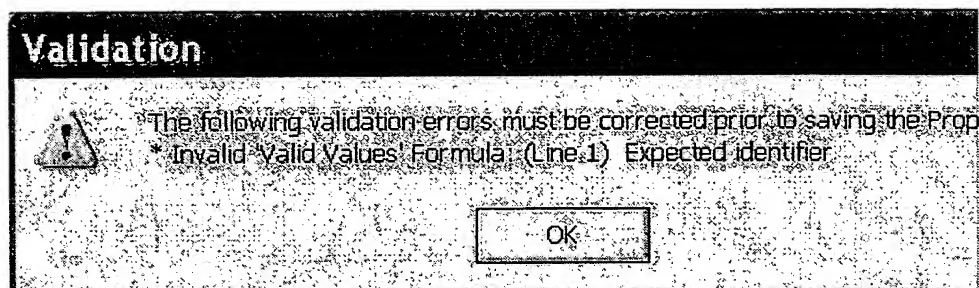 Validation
The following validation errors must be corrected prior to saving the Prop
* Invalid 'Valid Values' Formula: (Line 1) Expected identifier
OK